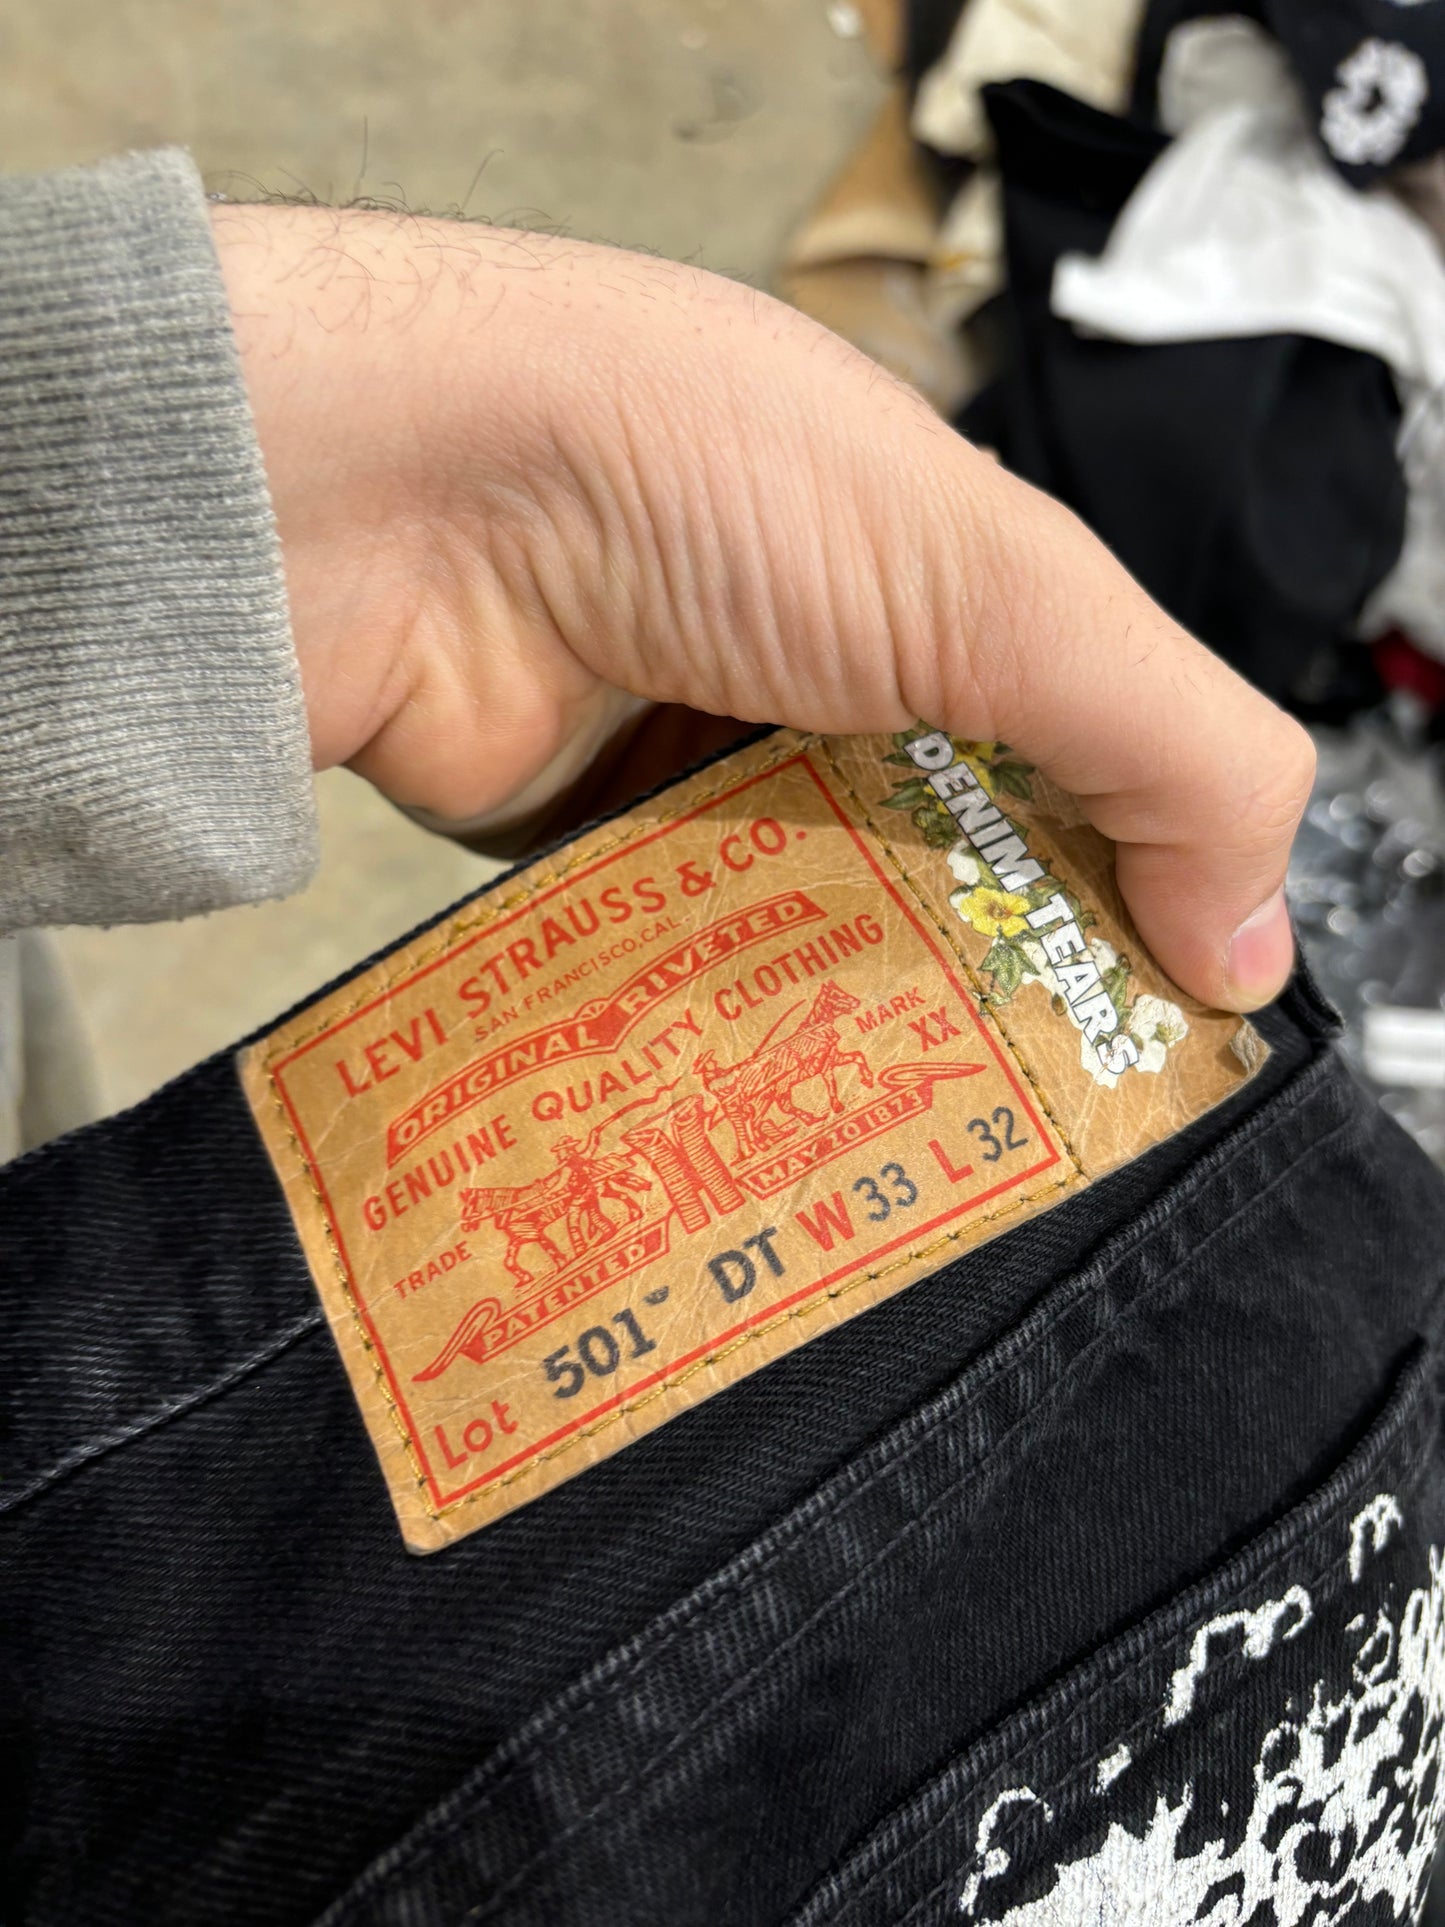 LEVI STRAUSS & CO.
SAN FRANCISCO, CAL.
ORIGINAL RIVETED
GENUINE QUALITY CLOTHING
TRADE MARK
XX
PATENTED MAY 20 1873
Lot 501 DT W 33 L 32
DENIM TEARS